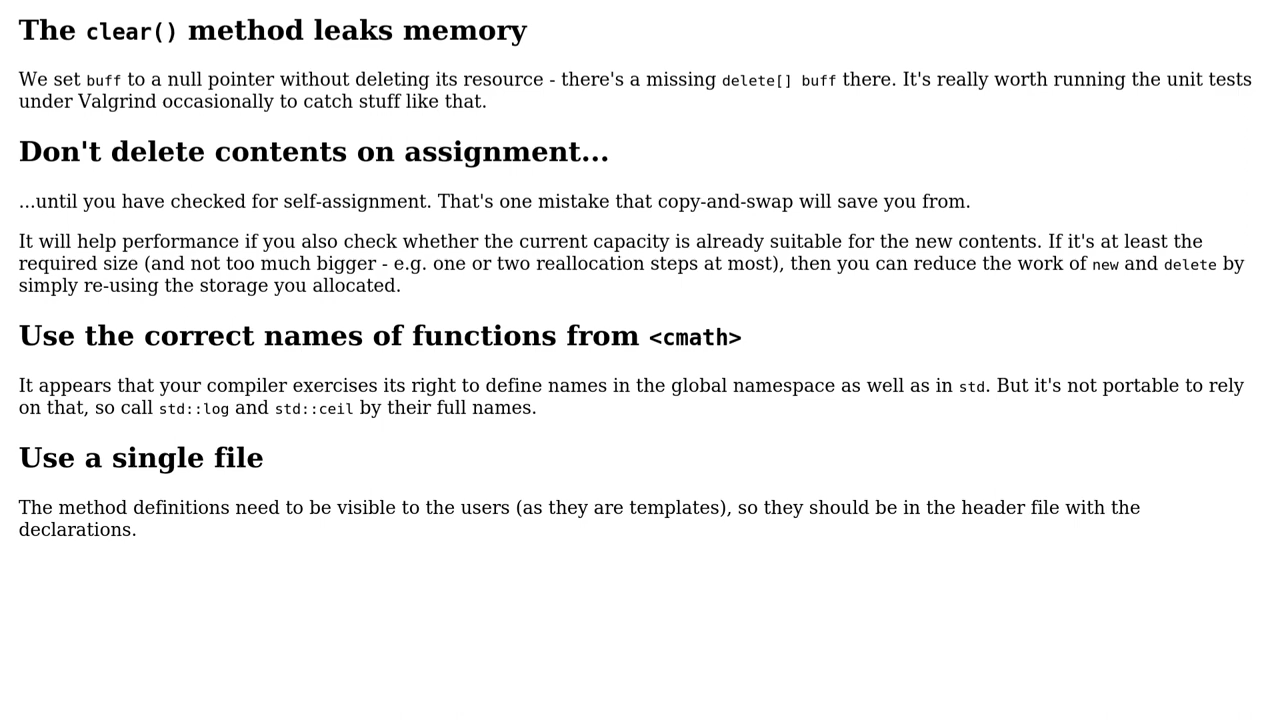 The clear() method leaks memory
We set buff to a null pointer without deleting its resource - there's a missing delete[] buff there. It's really worth running the unit tests
under Valgrind occasionally to catch stuff like that.
Don't delete contents on assignment...
...until you have checked for self-assignment. That's one mistake that copy-and-swap will save you from.
It will help performance if you also check whether the current capacity is already suitable for the new contents. If it's at least the
required size (and not too much bigger - e.g. one or two reallocation steps at most), then you can reduce the work of new and delete by
simply re-using the storage you allocated.
Use the correct names of functions from <cmath>
It appears that your compiler exercises its right to define names in the global namespace as well as in std. But it's not portable to rely
on that, so call std::log and std::ceil by their full names.
Use a single file
The method definitions need to be visible to the users (as they are templates), so they should be in the header file with the
declarations.